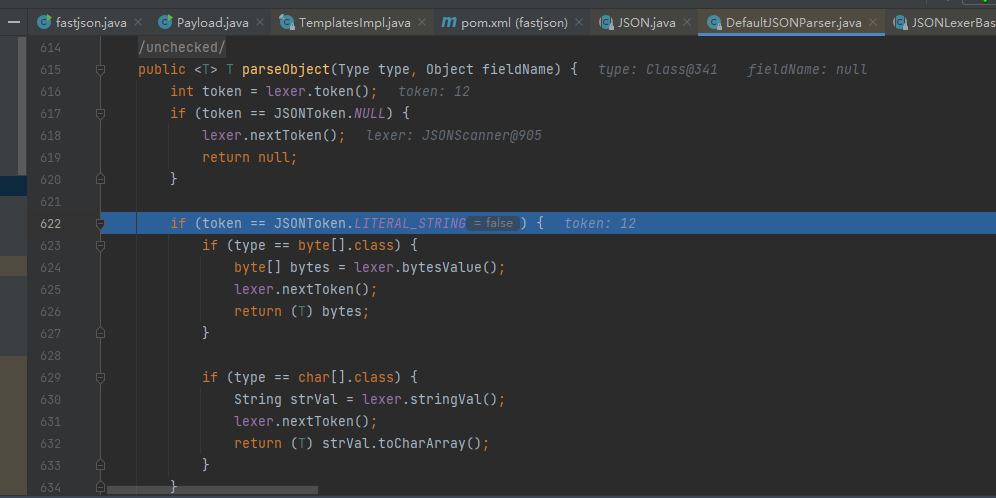 fastjson.java Payload.java TemplatesImpl.java pom.xml (fastjson) JSON.java DefaultJSONParser.java JSONLexerBas
614 /unchecked/
615 public <T> T parseObject(Type type, Object fieldName) { type: Class@341 fieldName: null
616 int token = lexer.token(); token: 12
617 if (token == JSONToken.NULL) {
618 lexer.nextToken(); lexer: JSONScanner@905
619 return null;
620 }
621
622 if (token == JSONToken.LITERAL_STRING = false ) { token: 12
623 if (type == byte[].class) {
624 byte[] bytes = lexer.bytesValue();
625 lexer.nextToken();
626 return (T) bytes;
627 }
628
629 if (type == char[].class) {
630 String strVal = lexer.stringVal();
631 lexer.nextToken();
632 return (T) strVal.toCharArray();
633 }
634 }